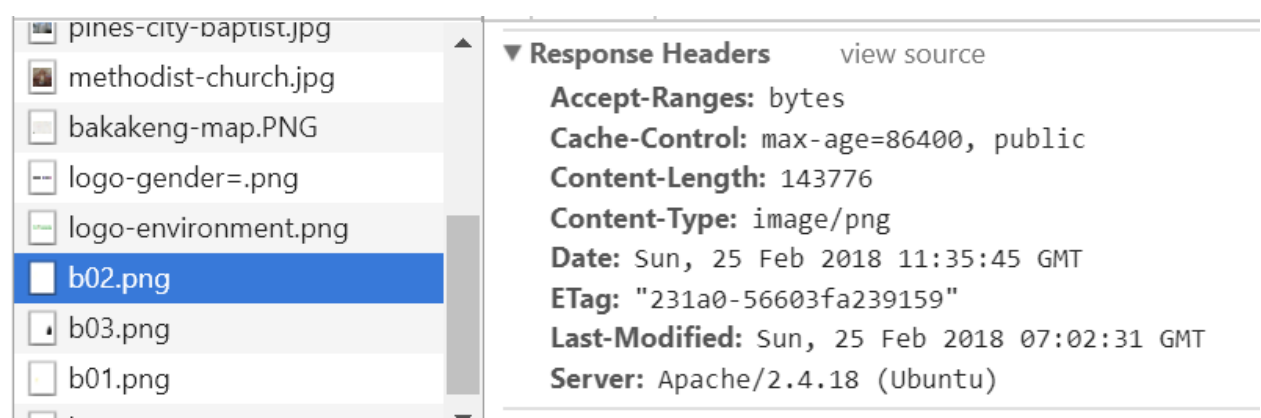 pines-city-baptist.jpg
methodist-church.jpg
bakakeng-map.PNG
logo-gender=.png
logo-environment.png
b02.png
b03.png
b01.png
▼ Response Headers view source
Accept-Ranges: bytes
Cache-Control: max-age=86400, public
Content-Length: 143776
Content-Type: image/png
Date: Sun, 25 Feb 2018 11:35:45 GMT
ETag: "231a0-56603fa239159"
Last-Modified: Sun, 25 Feb 2018 07:02:31 GMT
Server: Apache/2.4.18 (Ubuntu)